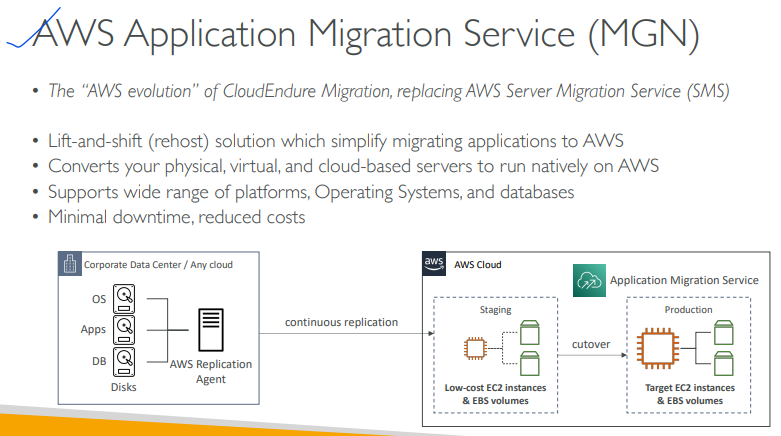 AWS Application Migration Service (MGN)
• The “AWS evolution” of CloudEndure Migration, replacing AWS Server Migration Service (SMS)
• Lift-and-shift (rehost) solution which simplify migrating applications to AWS
• Converts your physical, virtual, and cloud-based servers to run natively on AWS
• Supports wide range of platforms, Operating Systems, and databases
• Minimal downtime, reduced costs
Corporate Data Center / Any cloud
OS
Apps
DB
Disks
AWS Replication
Agent
continuous replication
aws
AWS Cloud
Application Migration Service
Staging
Low-cost EC2 instances
& EBS volumes
cutover
Production
Target EC2 instances
& EBS volumes